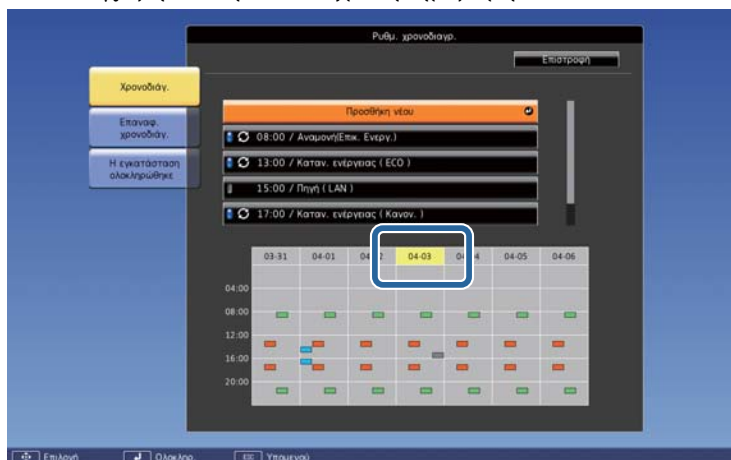 Ρυθμ. χρονοδιαγρ.
Επιστροφή
Χρονοδιάγ.
Επαναφ.
χρονοδιάγ.
Η εγκατάσταση
ολοκληρώθηκε
Προσθήκη νέου
08:00 / Αναμονή(Επικ. Ενεργ.)
13:00 / Καταν. ενέργειας ( ECO )
15:00 / Πηγή ( LAN )
17:00 / Καταν. ενέργειας ( Κανον. )
03-31 04-01 04-03 04-05 04-06
04:00
08:00
12:00
16:00
20:00
Επιλογή Ολοκληρ. Esc Υπομενού